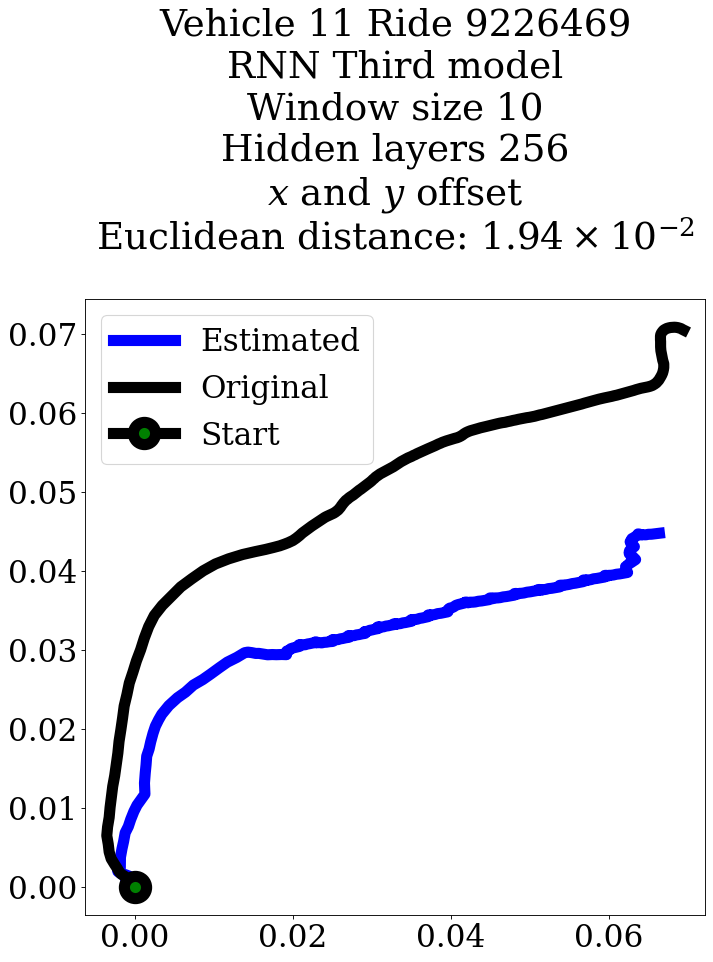 Vehicle 11 Ride 9226469
RNN Third model
Window size 10
Hidden layers 256
x and y offset
Euclidean distance: 1.94 × 10⁻²
Estimated
Original
Start
0.07
0.06
0.05
0.04
0.03
0.02
0.01
0.00
0.00 0.02 0.04 0.06